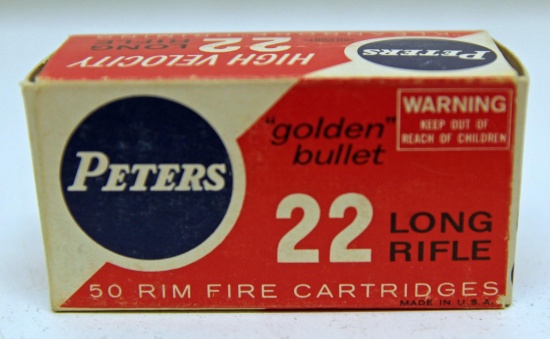 HIGH VELOCITY
22
LONG
PETERS
PETERS
"golden"
bullet
WARNING
KEEP OUT OF
REACH OF CHILDREN
22
LONG
RIFLE
50 RIM FIRE CARTRIDGES
MADE IN U.S.A.